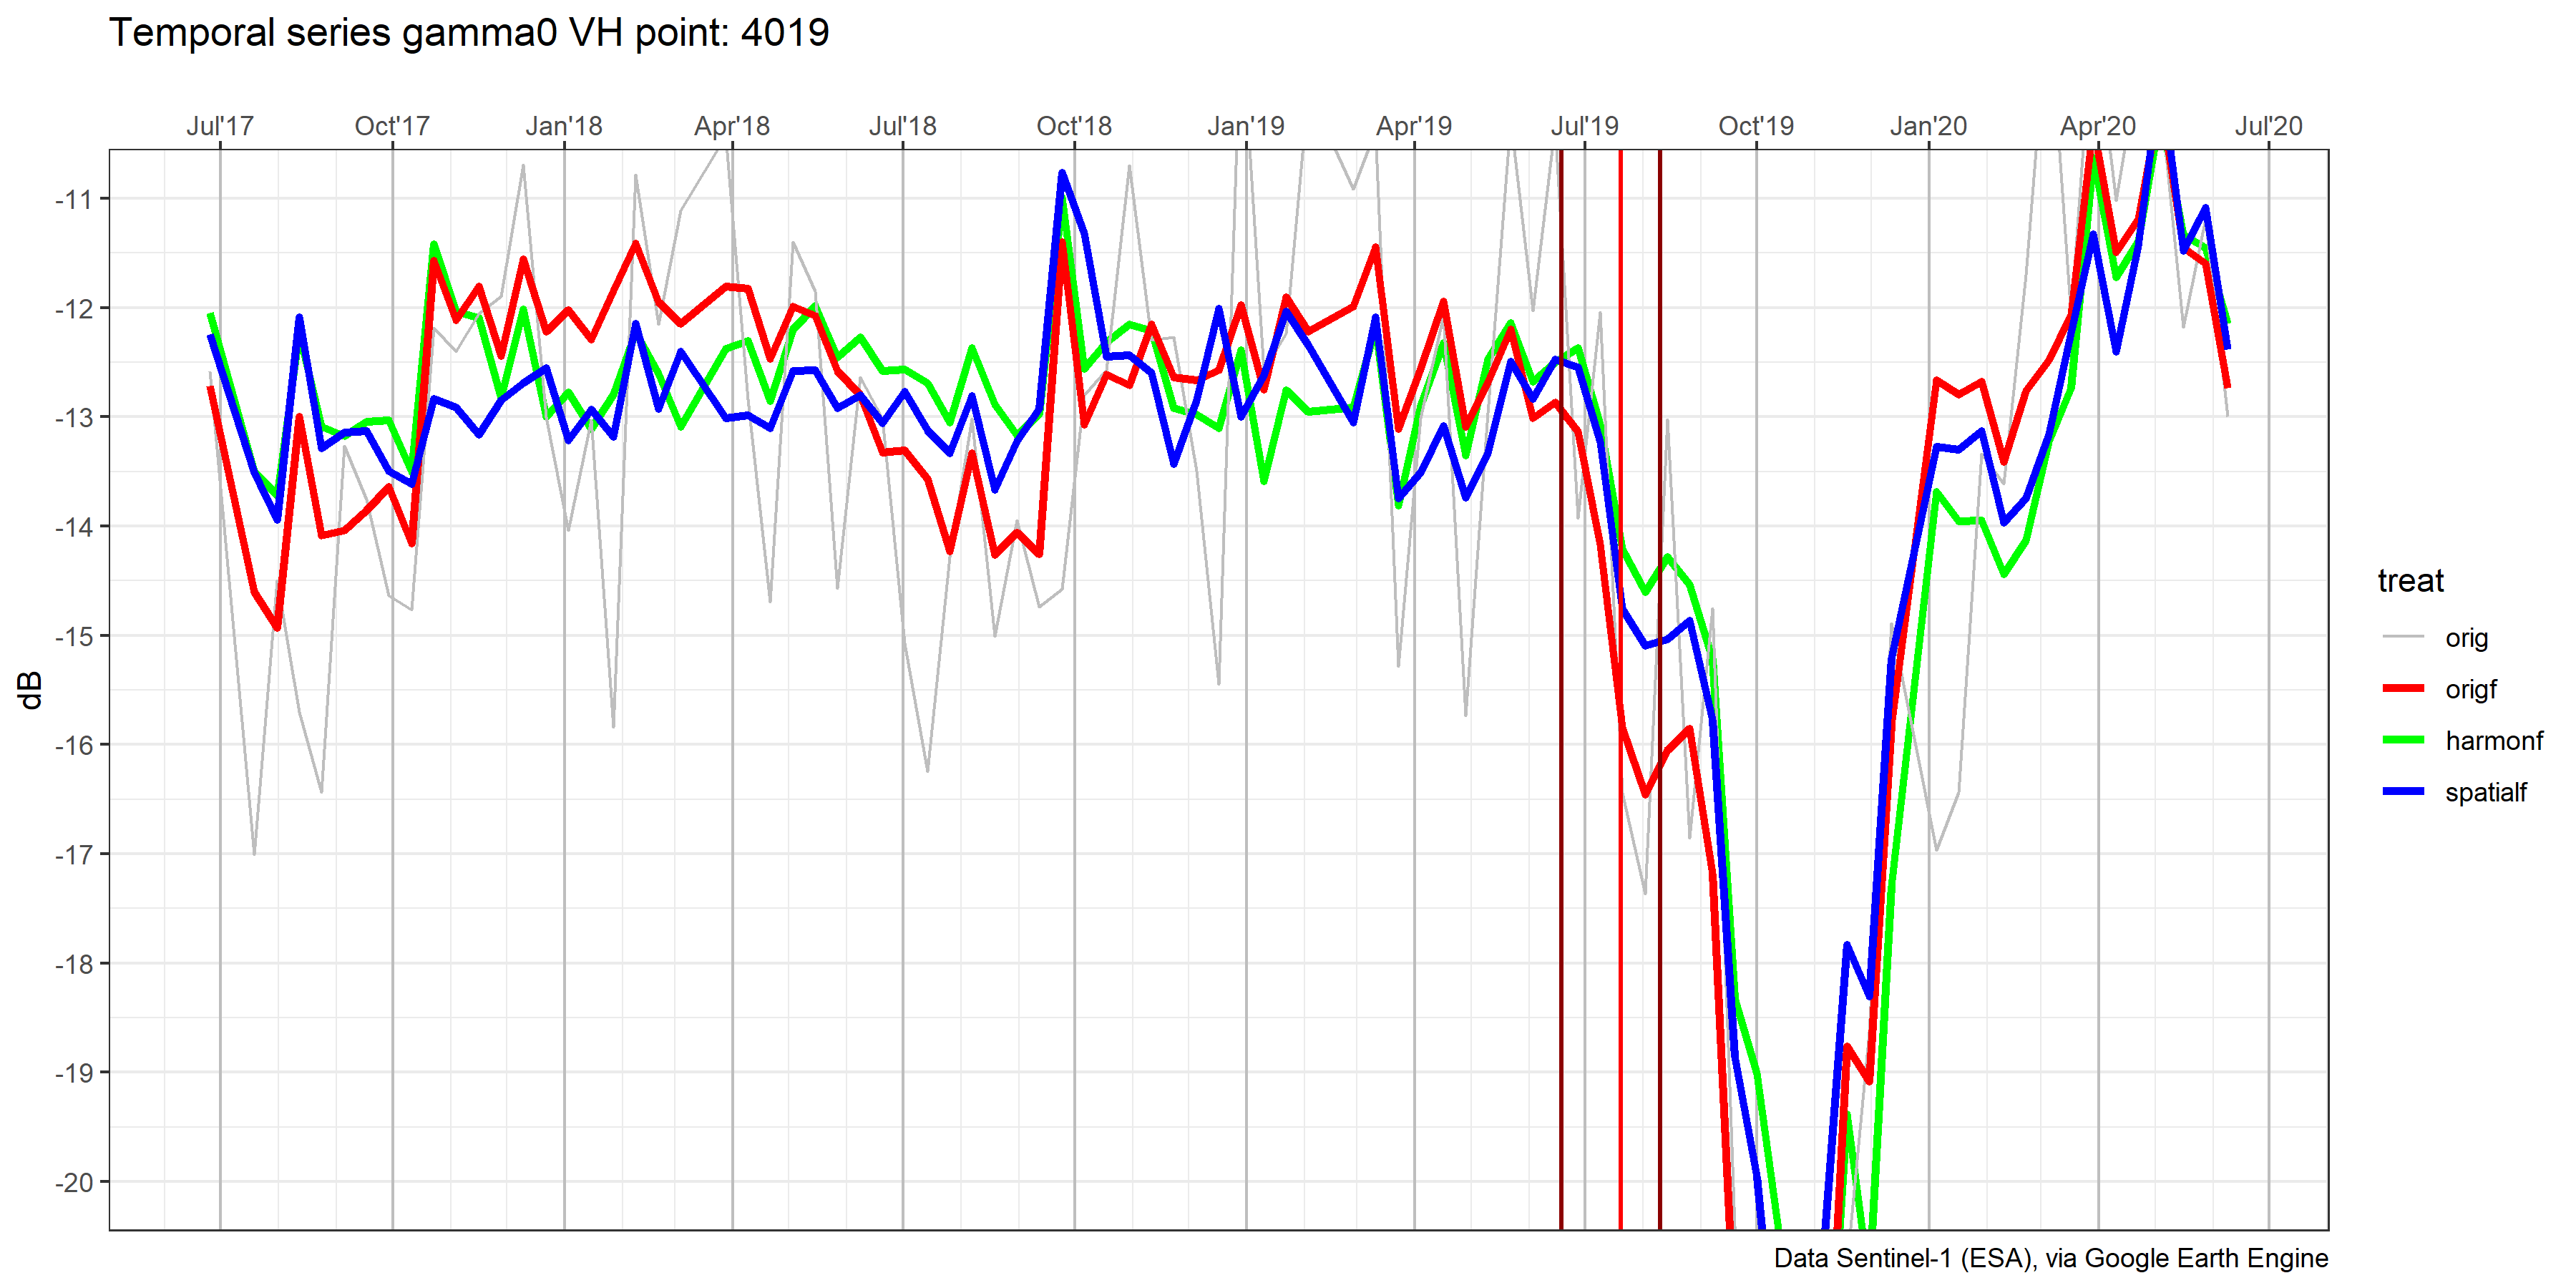 Temporal series gamma0 VH point: 4019
Jul'17 Oct'17 Jan'18 Apr'18 Jul'18 Oct'18 Jan'19 Apr'19 Jul'19 Oct'19 Jan'20 Apr'20 Jul'20
-11
-12
-13
-14
-15
-16
-17
-18
-19
-20
dB
treat
orig
origf
harmonf
spatialf
Data Sentinel-1 (ESA), via Google Earth Engine